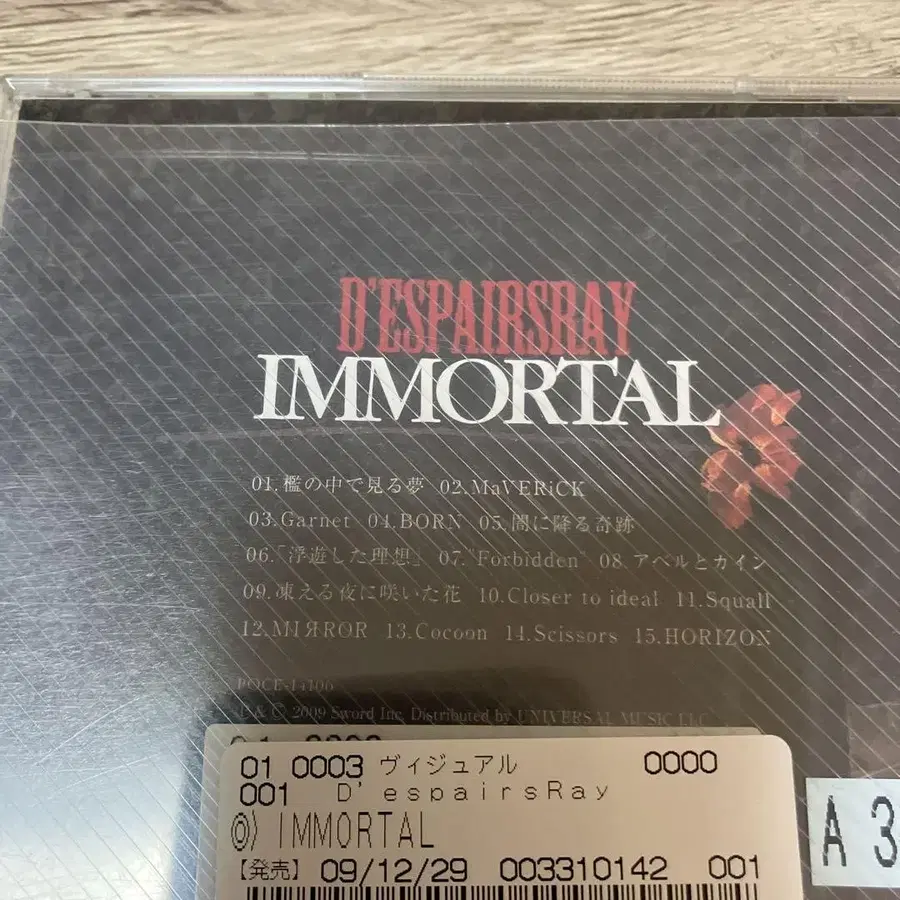 D'ESPAIRSRAY
IMMORTAL
01.檻の中で見る夢 02.MaVERiCK
03.Garnet 04.BORN 05.闇に降る奇跡
06.「浮遊した理想」 07."Forbidden" 08.アベルとカイン
09.凍える夜に咲いた花 10.Closer to ideal 11.Squall
12.MIЯROR 13.Cocoon 14.Scissors 15.HORIZON
POCE-14106
℗ & © 2009 Sword Inc. Distributed by UNIVERSAL MUSIC LLC
01 0003 ヴィジュアル 0000
001 D'espairsRay
◎) IMMORTAL
【発売】 09/12/29 003310142 001
A 3